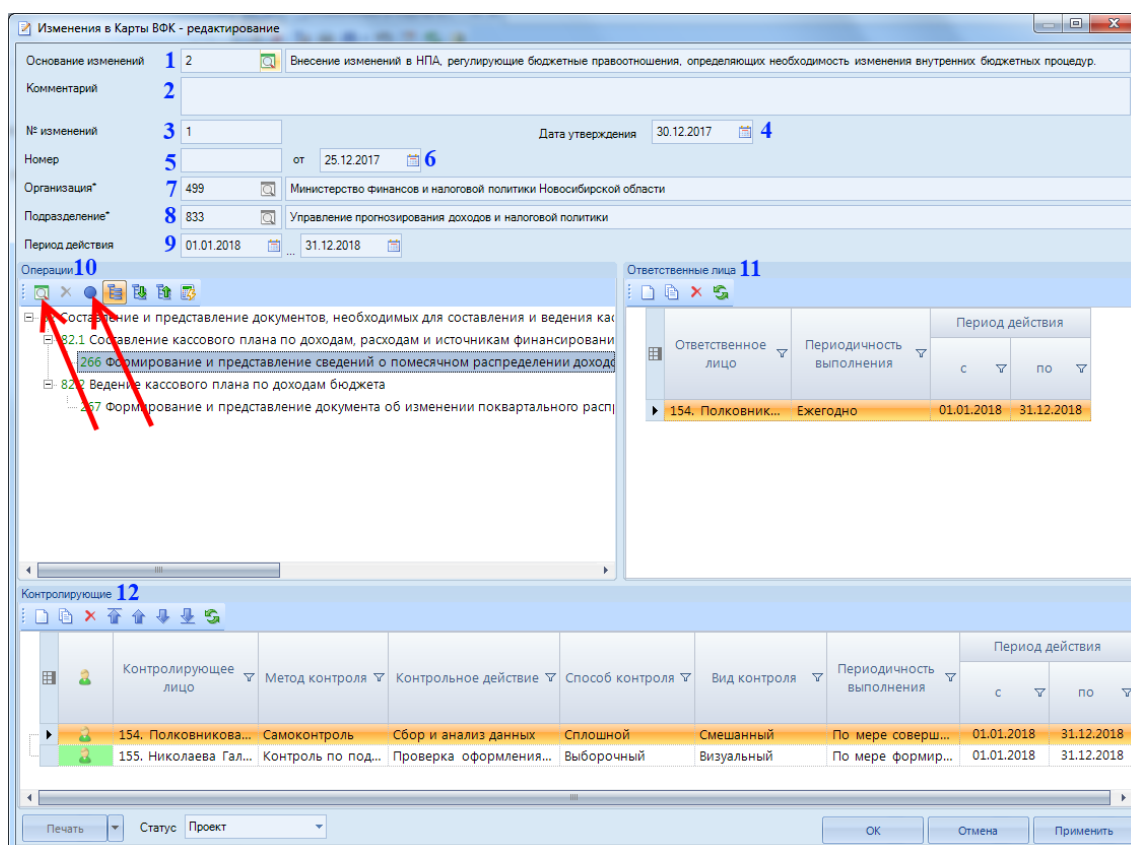 Изменения в Карты ВФК - редактирование
Основание изменений 1 2 Внесение изменений в НПА, регулирующие бюджетные правоотношения, определяющих необходимость изменения внутренних бюджетных процедур.
Комментарий 2
№ изменений 3 1 Дата утверждения 30.12.2017 4
Номер 5 от 25.12.2017 6
Организация* 7 499 Министерство финансов и налоговой политики Новосибирской области
Подразделение* 8 833 Управление прогнозирования доходов и налоговой политики
Период действия 9 01.01.2018 ... 31.12.2018
Операции 10 Ответственные лица 11
Составление и представление документов, необходимых для составления и ведения кас
82.1 Составление кассового плана по доходам, расходам и источникам финансировани
266 Формирование и представление сведений о помесячном распределении доходо
82.2 Ведение кассового плана по доходам бюджета
267 Формирование и представление документа об изменении поквартального расп
Ответственное лицо Периодичность выполнения Период действия
с по
154. Полковник... Ежегодно 01.01.2018 31.12.2018
Контролирующие 12
Контролирующее лицо Метод контроля Контрольное действие Способ контроля Вид контроля Периодичность выполнения Период действия
с по
154. Полковникова... Самоконтроль Сбор и анализ данных Сплошной Смешанный По мере соверш... 01.01.2018 31.12.2018
155. Николаева Гал... Контроль по под... Проверка оформления... Выборочный Визуальный По мере формир... 01.01.2018 31.12.2018
Печать Статус Проект OK Отмена Применить